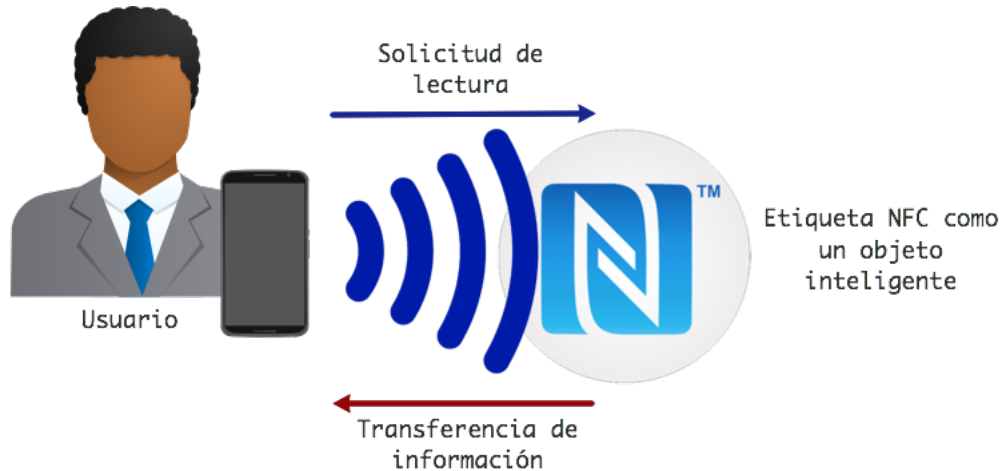 Solicitud de
lectura
TM
Etiqueta NFC como
un objeto
inteligente
Usuario
Transferencia de
información